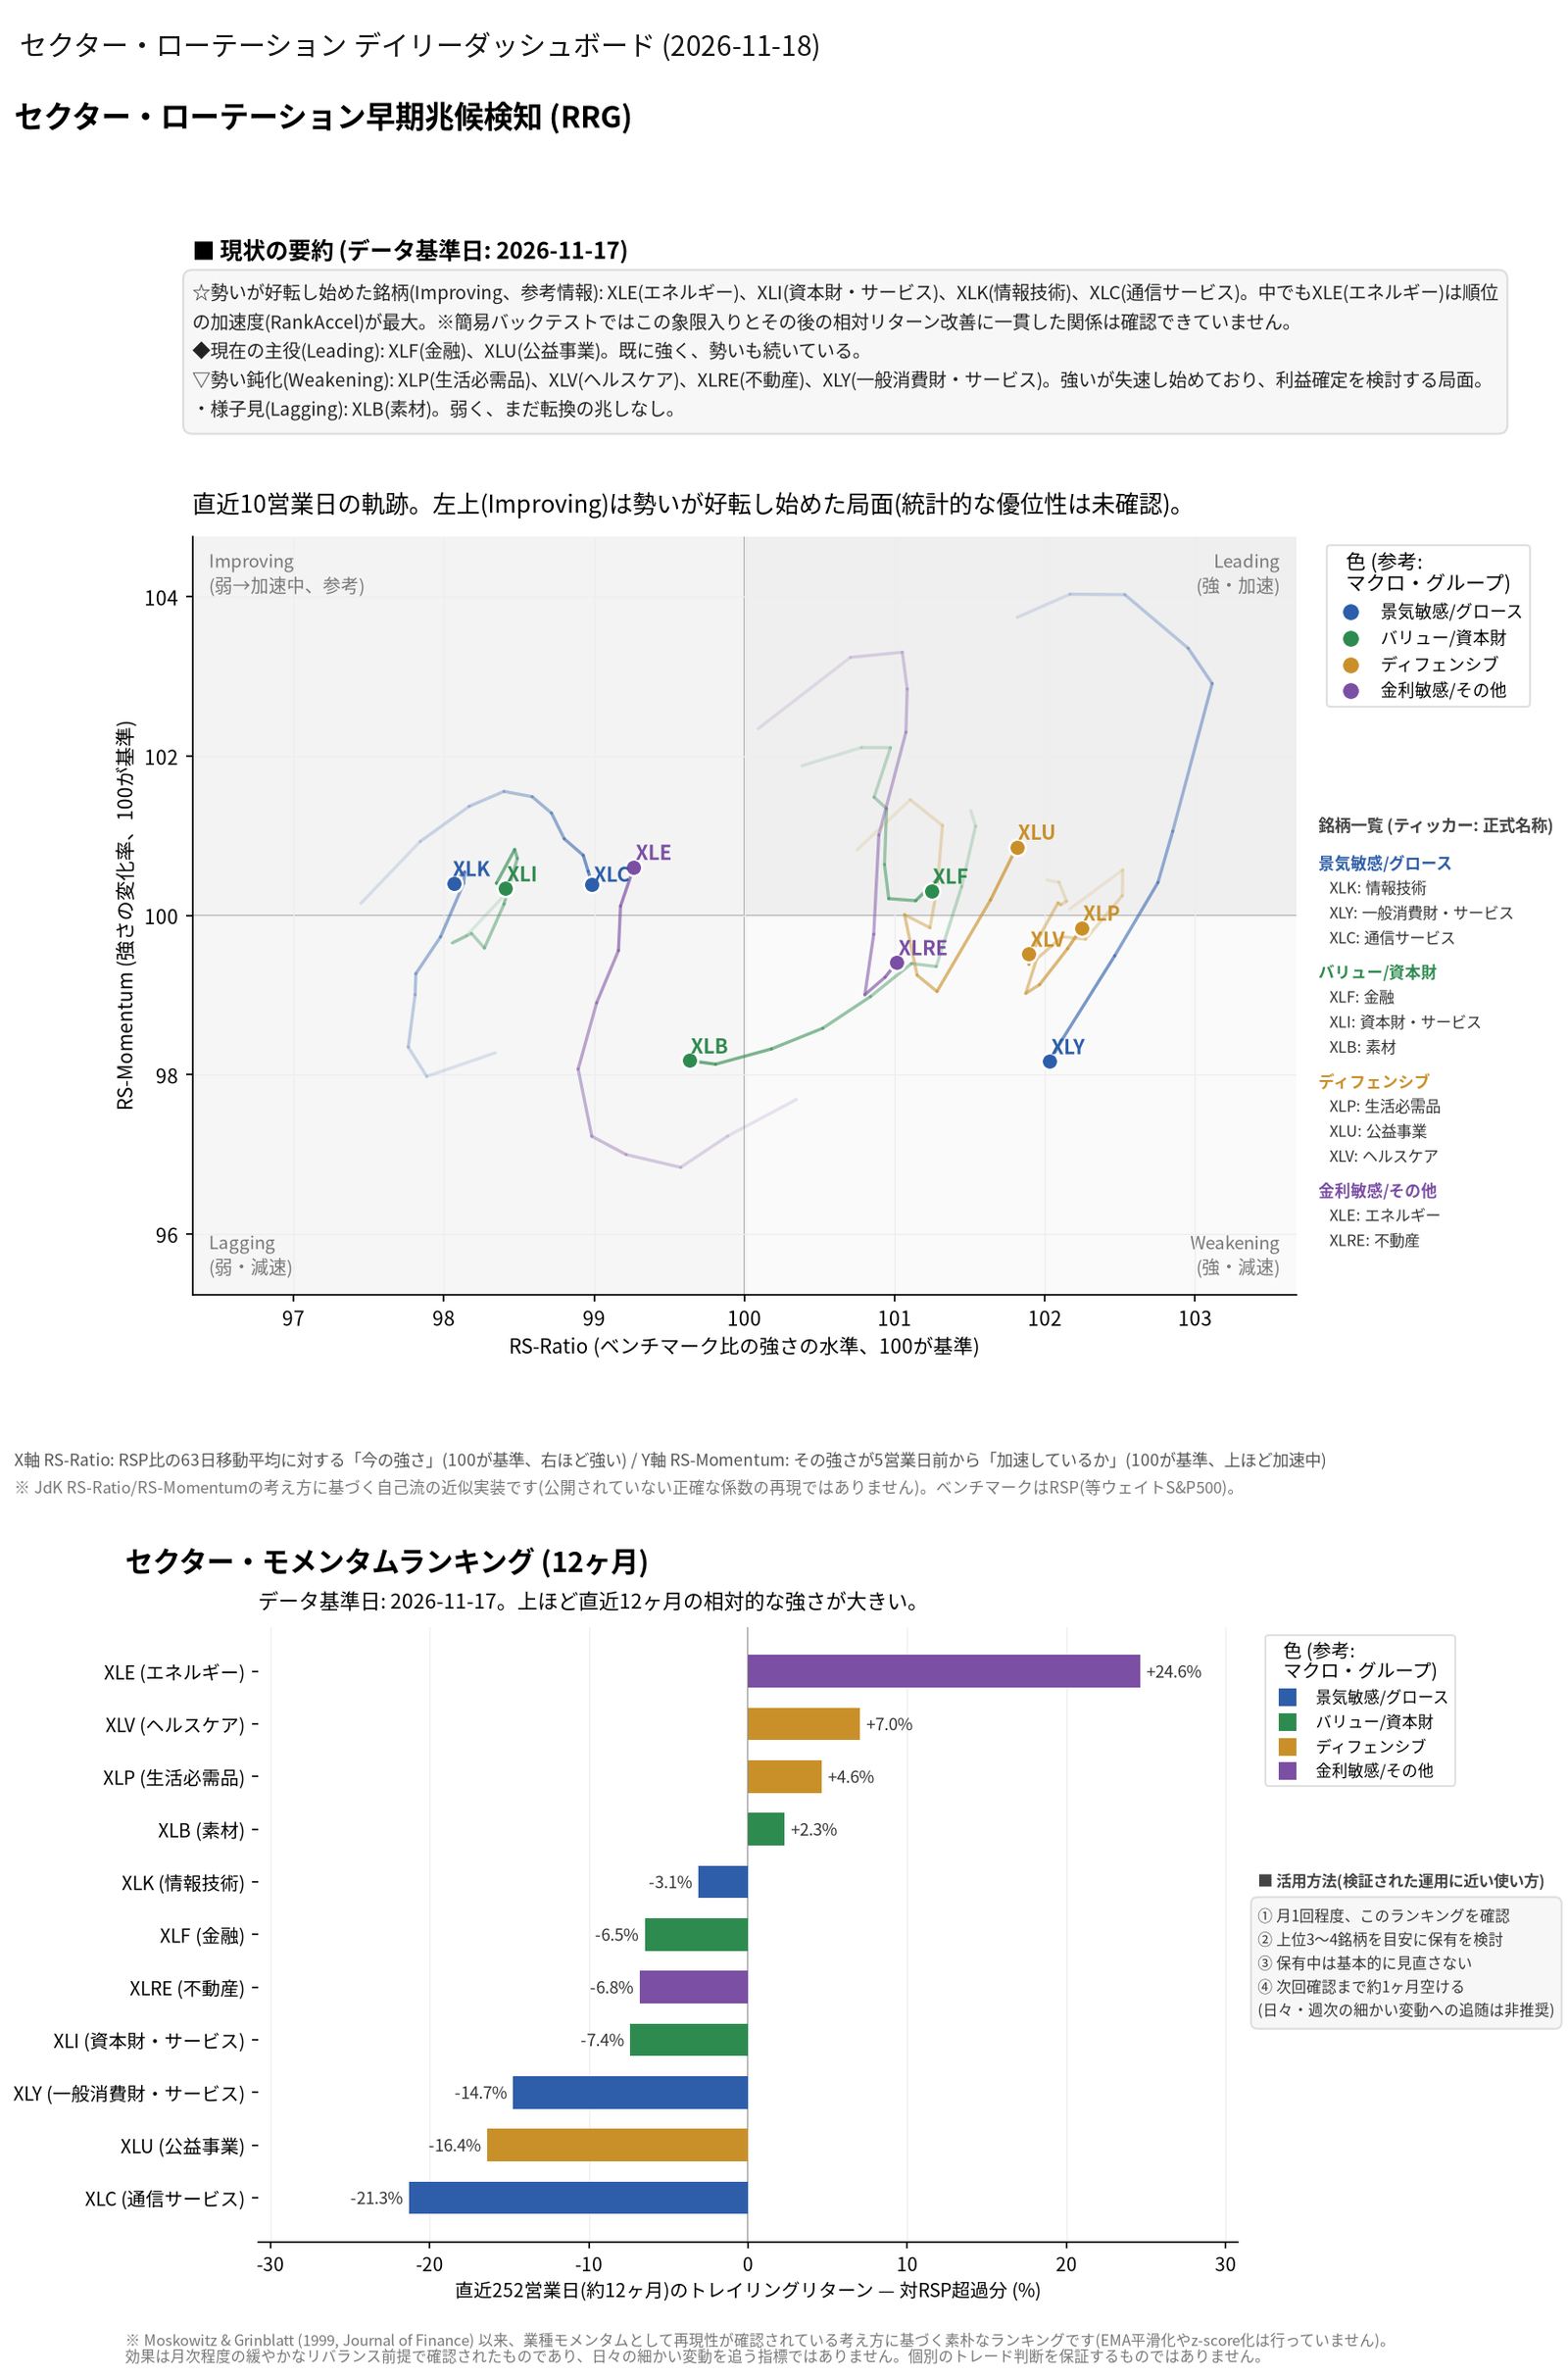 セクター・ローテーション デイリーダッシュボード (2026-11-18)
セクター・ローテーション早期兆候検知 (RRG)
■ 現状の要約 (データ基準日: 2026-11-17)
☆勢いが好転し始めた銘柄(Improving、参考情報): XLE(エネルギー)、XLI(資本財・サービス)、XLK(情報技術)、XLC(通信サービス)。中でもXLE(エネルギー)は順位
の加速度(RankAccel)が最大。※簡易バックテストではこの象限入りとその後の相対リターン改善に一貫した関係は確認できていません。
◆現在の主役(Leading): XLF(金融)、XLU(公益事業)。既に強く、勢いも続いている。
▽勢い鈍化(Weakening): XLP(生活必需品)、XLV(ヘルスケア)、XLRE(不動産)、XLY(一般消費財・サービス)。強いが失速し始めており、利益確定を検討する局面。
・様子見(Lagging): XLB(素材)。弱く、まだ転換の兆しなし。
直近10営業日の軌跡。左上(Improving)は勢いが好転し始めた局面(統計的な優位性は未確認)。
Improving
(弱→加速中、参考)
Leading
(強・加速)
104
102
100
98
96
RS-Momentum (強さの変化率、100が基準)
XLK
XLI
XLC
XLE
XLU
XLF
XLP
XLV
XLRE
XLB
XLY
Lagging
(弱・減速)
Weakening
(強・減速)
97
98
99
100
101
102
103
RS-Ratio (ベンチマーク比の強さの水準、100が基準)
色 (参考:
マクロ・グループ)
景気敏感/グロース
バリュー/資本財
ディフェンシブ
金利敏感/その他
銘柄一覧 (ティッカー: 正式名称)
景気敏感/グロース
XLK: 情報技術
XLY: 一般消費財・サービス
XLC: 通信サービス
バリュー/資本財
XLF: 金融
XLI: 資本財・サービス
XLB: 素材
ディフェンシブ
XLP: 生活必需品
XLU: 公益事業
XLV: ヘルスケア
金利敏感/その他
XLE: エネルギー
XLRE: 不動産
X軸 RS-Ratio: RSP比の63日移動平均に対する「今の強さ」(100が基準、右ほど強い) / Y軸 RS-Momentum: その強さが5営業日前から「加速しているか」(100が基準、上ほど加速中)
※ JdK RS-Ratio/RS-Momentumの考え方に基づく自己流の近似実装です(公開されていない正確な係数の再現ではありません)。ベンチマークはRSP(等ウェイトS&P500)。
セクター・モメンタムランキング (12ヶ月)
データ基準日: 2026-11-17。上ほど直近12ヶ月の相対的な強さが大きい。
XLE (エネルギー)
+24.6%
XLV (ヘルスケア)
+7.0%
XLP (生活必需品)
+4.6%
XLB (素材)
+2.3%
XLK (情報技術)
-3.1%
XLF (金融)
-6.5%
XLRE (不動産)
-6.8%
XLI (資本財・サービス)
-7.4%
XLY (一般消費財・サービス)
-14.7%
XLU (公益事業)
-16.4%
XLC (通信サービス)
-21.3%
-30
-20
-10
0
10
20
30
直近252営業日(約12ヶ月)のトレイリングリターン — 対RSP超過分 (%)
色 (参考:
マクロ・グループ)
景気敏感/グロース
バリュー/資本財
ディフェンシブ
金利敏感/その他
■ 活用方法(検証された運用に近い使い方)
① 月1回程度、このランキングを確認
② 上位3〜4銘柄を目安に保有を検討
③ 保有中は基本的に見直さない
④ 次回確認まで約1ヶ月空ける
(日々・週次の細かい変動への追随は非推奨)
※ Moskowitz & Grinblatt (1999, Journal of Finance) 以来、業種モメンタムとして再現性が確認されている考え方に基づく素朴なランキングです(EMA平滑化やz-score化は行っていません)。
効果は月次程度の緩やかなリバランス前提で確認されたものであり、日々の細かい変動を追う指標ではありません。個別のトレード判断を保証するものではありません。